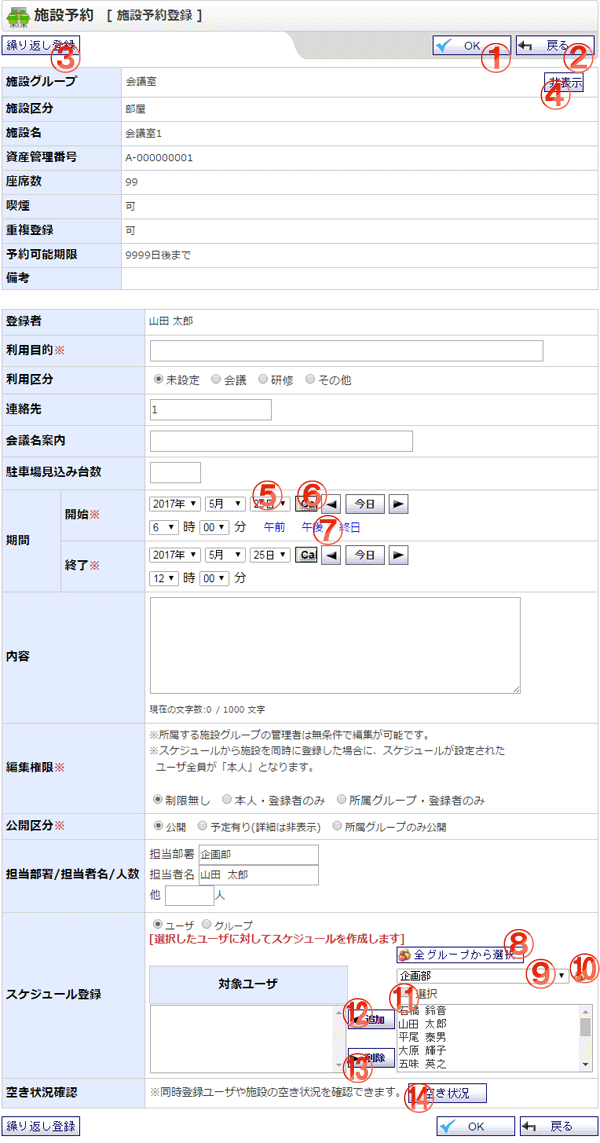 施設予約 [ 施設予約登録 ]
繰り返し登録 ③ OK ① 戻る ②
施設グループ 会議室 非表示 ④
施設区分 部屋
施設名 会議室1
資産管理番号 A-000000001
座席数 99
喫煙 可
重複登録 可
予約可能期限 9999日後まで
備考
登録者 山田 太郎
利用目的※
利用区分 未設定 会議 研修 その他
連絡先 1
会議名案内
駐車場見込み台数
期間 開始※ 2017年 5月 25日 ⑤ Cal ⑥ 今日
6 時 00 分 午前 午後 ⑦ 終日
終了※ 2017年 5月 25日 Cal 今日
12 時 00 分
内容
現在の文字数:0 / 1000 文字
編集権限※
※所属する施設グループの管理者は無条件で編集が可能です。
※スケジュールから施設を同時に登録した場合に、スケジュールが設定された
ユーザ全員が「本人」となります。
制限無し 本人・登録者のみ 所属グループ・登録者のみ
公開区分※ 公開 予定有り(詳細は非表示) 所属グループのみ公開
担当部署/担当者名/人数
担当部署 企画部
担当者名 山田 太郎
他 人
スケジュール登録
ユーザ グループ
[選択したユーザに対してスケジュールを作成します]
全グループから選択 ⑧
対象ユーザ
企画部 ⑨ ⑩
⑪ 選択
⑫ 追加
⑬ 削除
石橋 鈴音
山田 太郎
平尾 泰男
大原 輝子
五味 英之
空き状況確認 ※同時登録ユーザや施設の空き状況を確認できます。 ⑭ 空き状況
繰り返し登録 OK 戻る